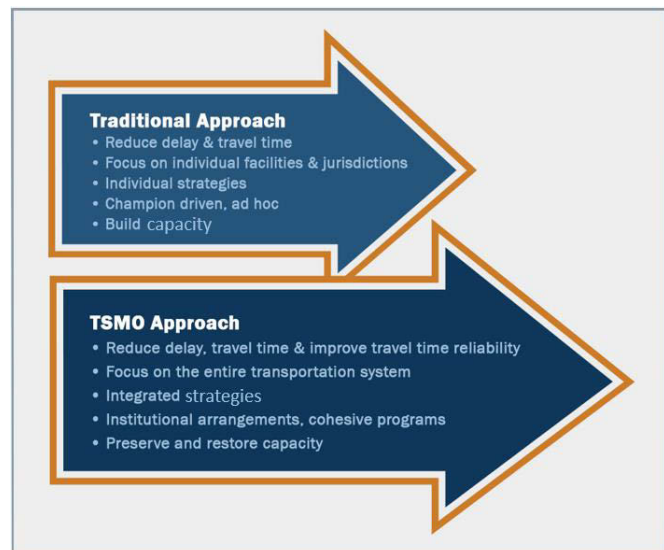 Traditional Approach
• Reduce delay & travel time
• Focus on individual facilities & jurisdictions
• Individual strategies
• Champion driven, ad hoc
• Build capacity
TSMO Approach
• Reduce delay, travel time & improve travel time reliability
• Focus on the entire transportation system
• Integrated strategies
• Institutional arrangements, cohesive programs
• Preserve and restore capacity